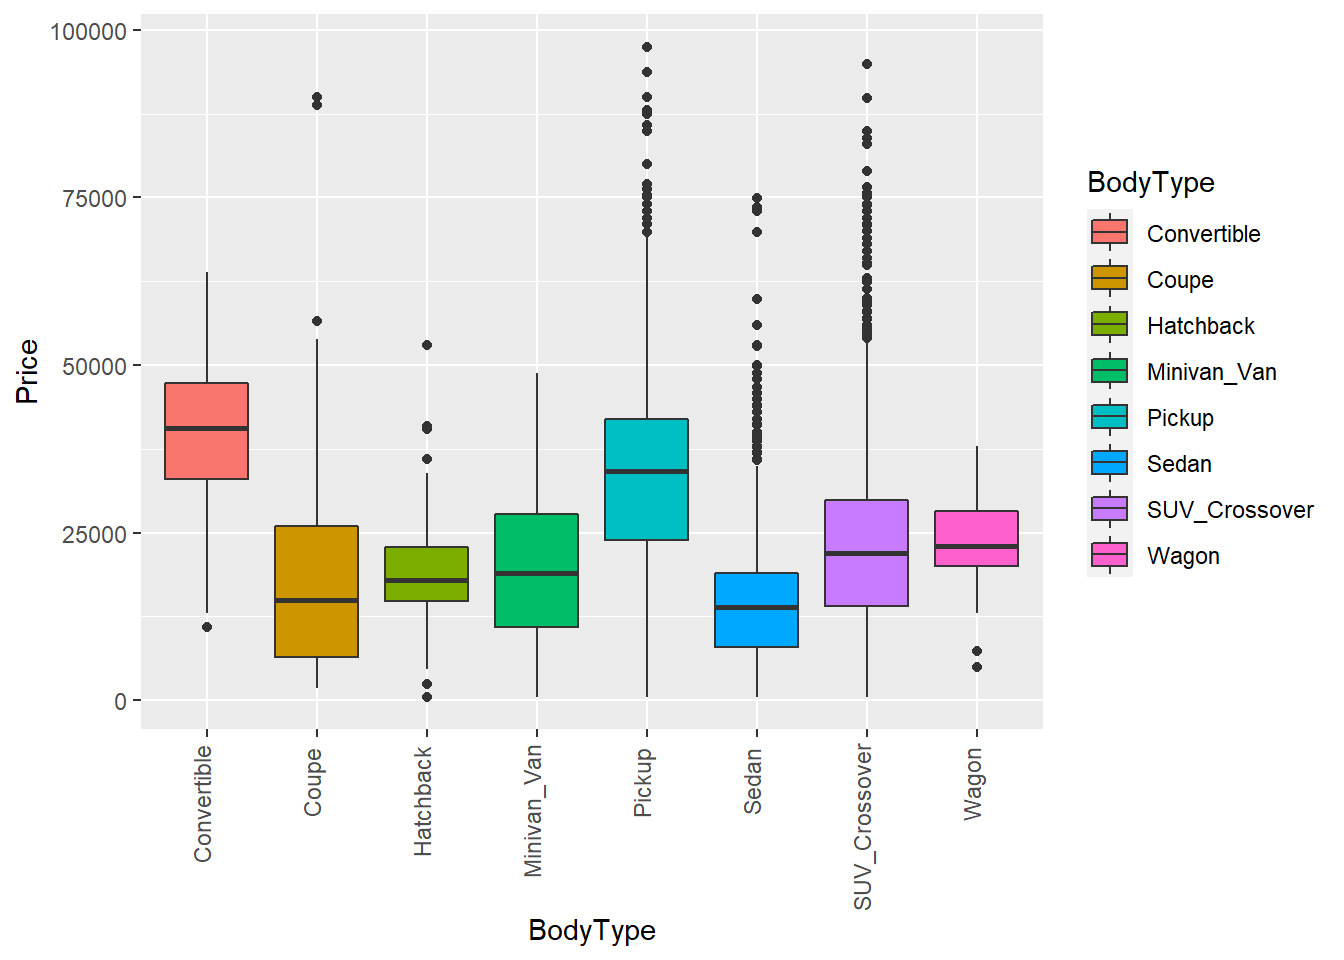 100000
75000
50000
25000
0
Price
Convertible
Coupe
Hatchback
Minivan_Van
Pickup
Sedan
SUV_Crossover
Wagon
BodyType
BodyType
Convertible
Coupe
Hatchback
Minivan_Van
Pickup
Sedan
SUV_Crossover
Wagon